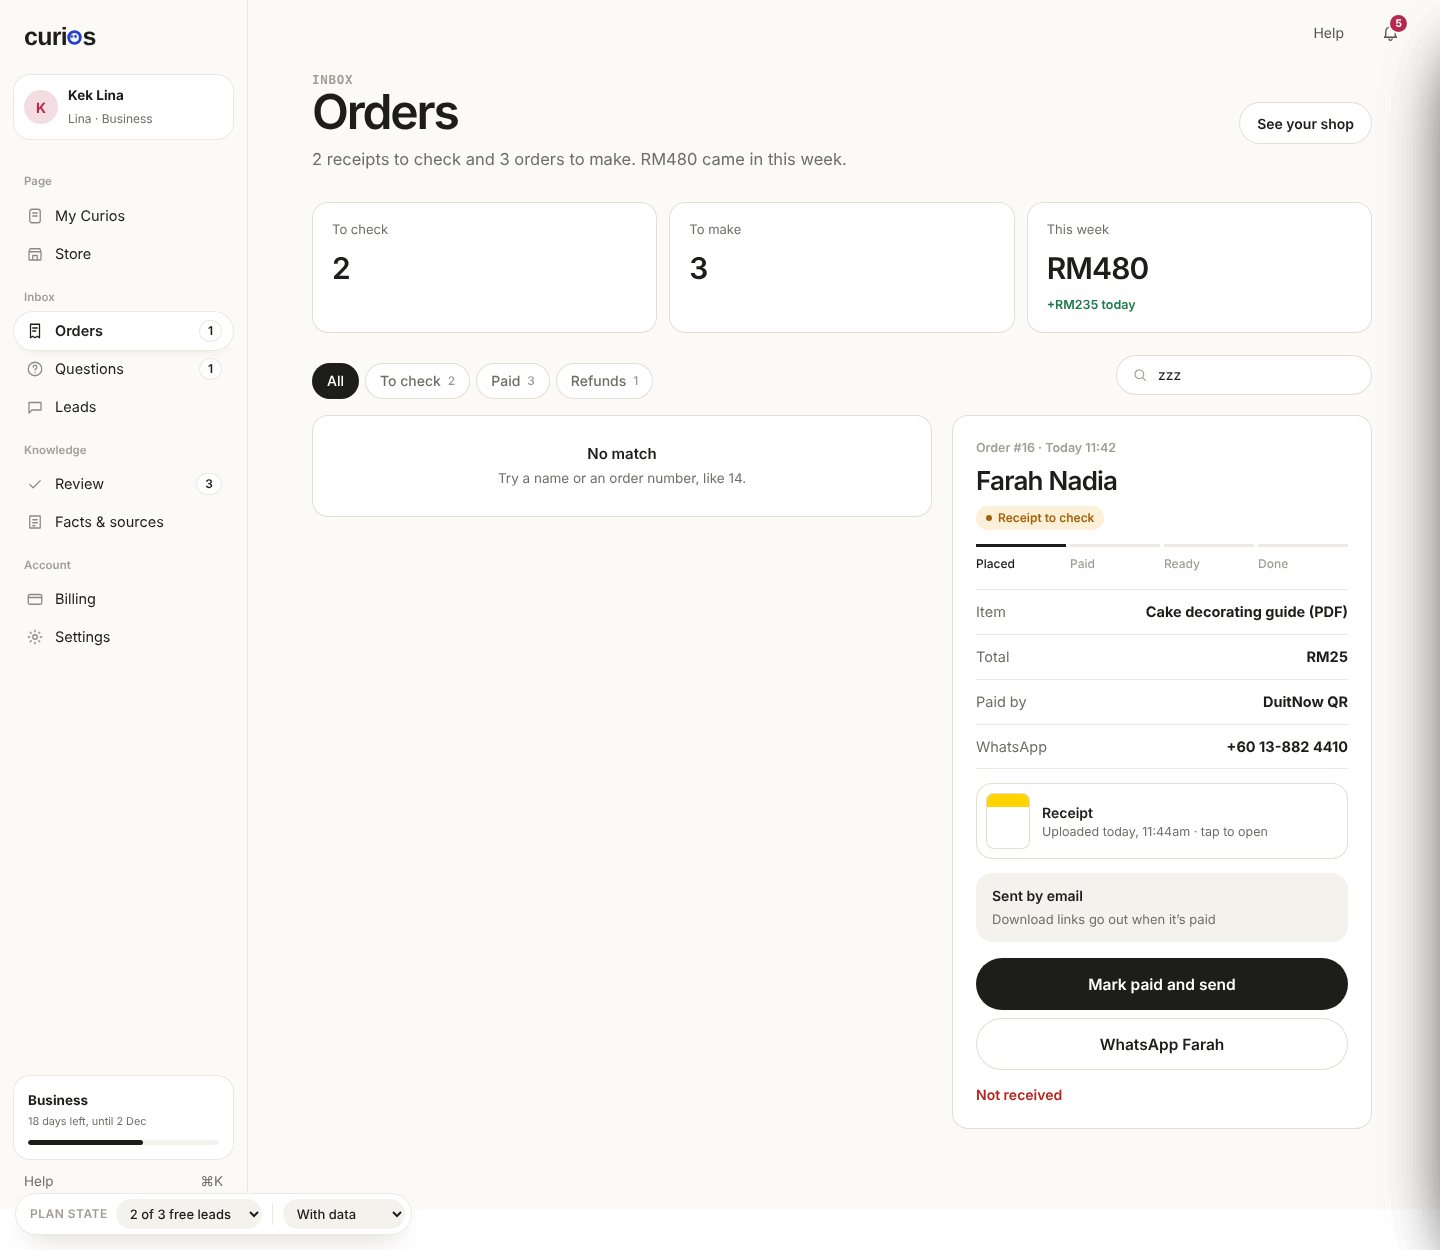 curios
Help
5
K
Kek Lina
Lina · Business
Page
My Curios
Store
Inbox
Orders 1
Questions 1
Leads
Knowledge
Review 3
Facts & sources
Account
Billing
Settings
Business
18 days left, until 2 Dec
Help ⌘K
PLAN STATE 2 of 3 free leads With data
INBOX
Orders
2 receipts to check and 3 orders to make. RM480 came in this week.
See your shop
To check
2
To make
3
This week
RM480
+RM235 today
All To check 2 Paid 3 Refunds 1
zzz
No match
Try a name or an order number, like 14.
Order #16 · Today 11:42
Farah Nadia
Receipt to check
Placed Paid Ready Done
Item Cake decorating guide (PDF)
Total RM25
Paid by DuitNow QR
WhatsApp +60 13-882 4410
Receipt
Uploaded today, 11:44am · tap to open
Sent by email
Download links go out when it’s paid
Mark paid and send
WhatsApp Farah
Not received